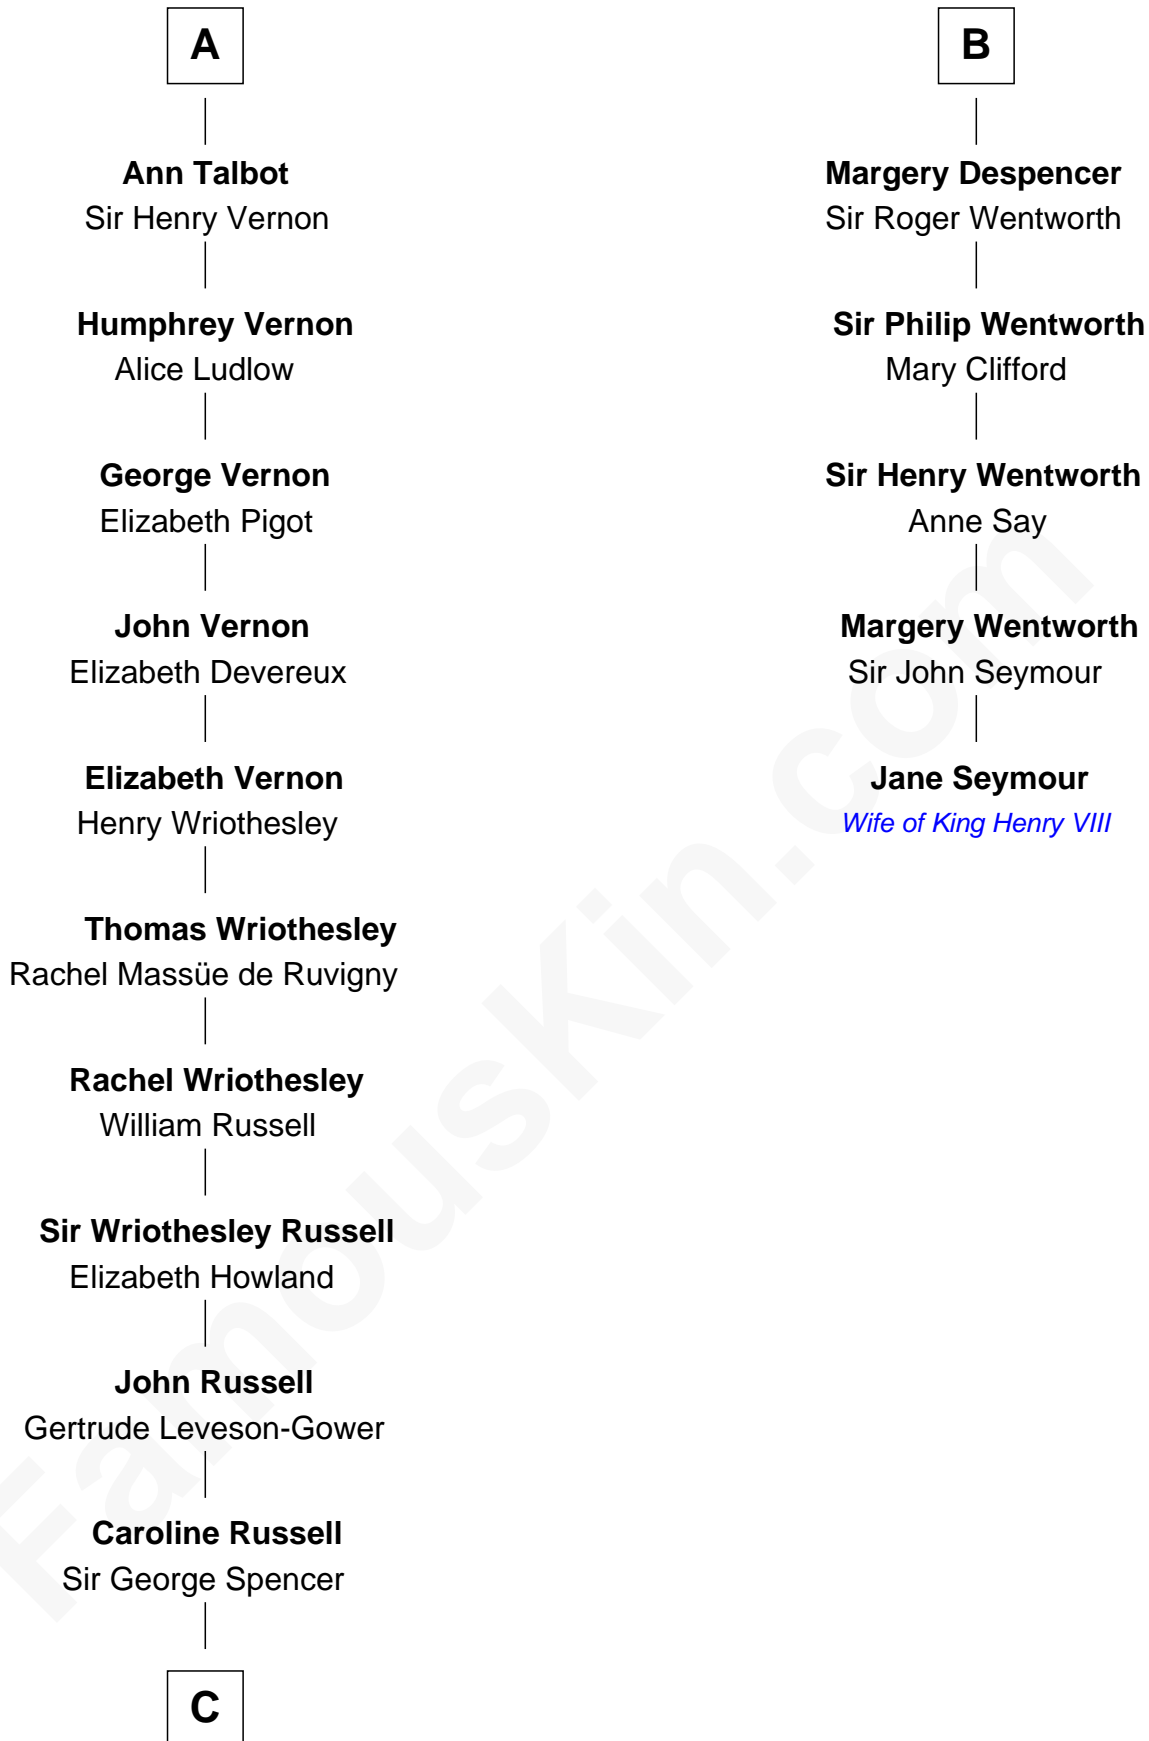 A
Ann Talbot
Sir Henry Vernon
Humphrey Vernon
Alice Ludlow
George Vernon
Elizabeth Pigot
John Vernon
Elizabeth Devereux
Elizabeth Vernon
Henry Wriothesley
Thomas Wriothesley
Rachel Massüe de Ruvigny
Rachel Wriothesley
William Russell
Sir Wriothesley Russell
Elizabeth Howland
John Russell
Gertrude Leveson-Gower
Caroline Russell
Sir George Spencer
C
B
Margery Despencer
Sir Roger Wentworth
Sir Philip Wentworth
Mary Clifford
Sir Henry Wentworth
Anne Say
Margery Wentworth
Sir John Seymour
Jane Seymour
Wife of King Henry VIII
FamousKin.com